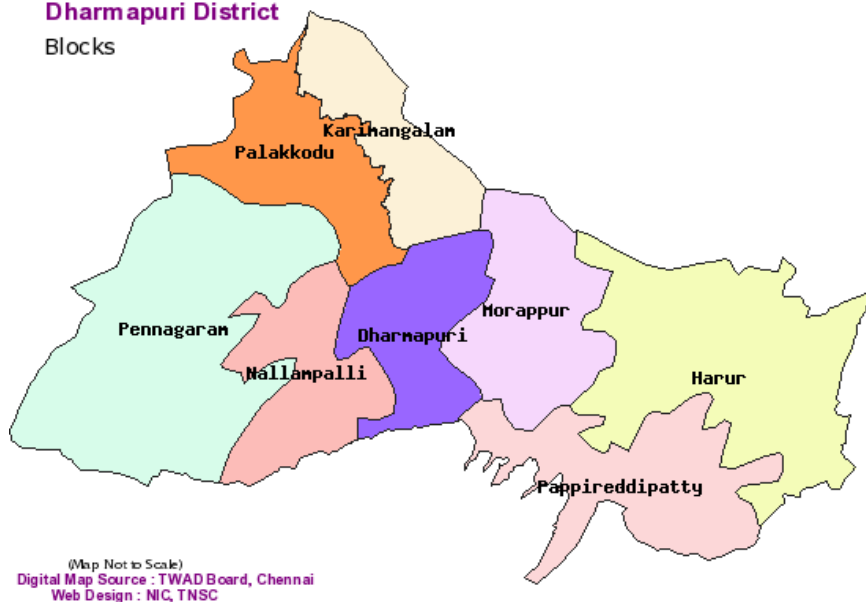 Dharmapuri District
Blocks
Karimangalam
Palakkodu
Morappur
Pennagaram
Dharmapuri
Nallampalli
Harur
Pappireddipatty
(Map Not to Scale)
Digital Map Source : TWAD Board, Chennai
Web Design : NIC, TNSC